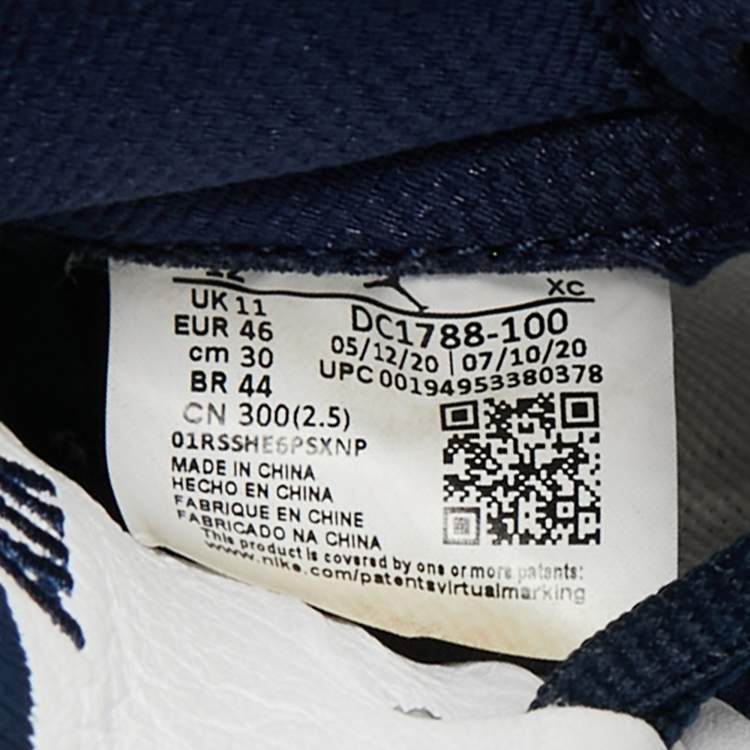 12
XC
UK 11
EUR 46
cm 30
BR 44
CN 300(2.5)
01RSSHE6PSXNP
DC1788-100
05/12/20 | 07/10/20
UPC 00194953380378
MADE IN CHINA
HECHO EN CHINA
FABRIQUE EN CHINE
FABRICADO NA CHINA
This product is covered by one or more patents:
www.nike.com/patentsvirtualmarking